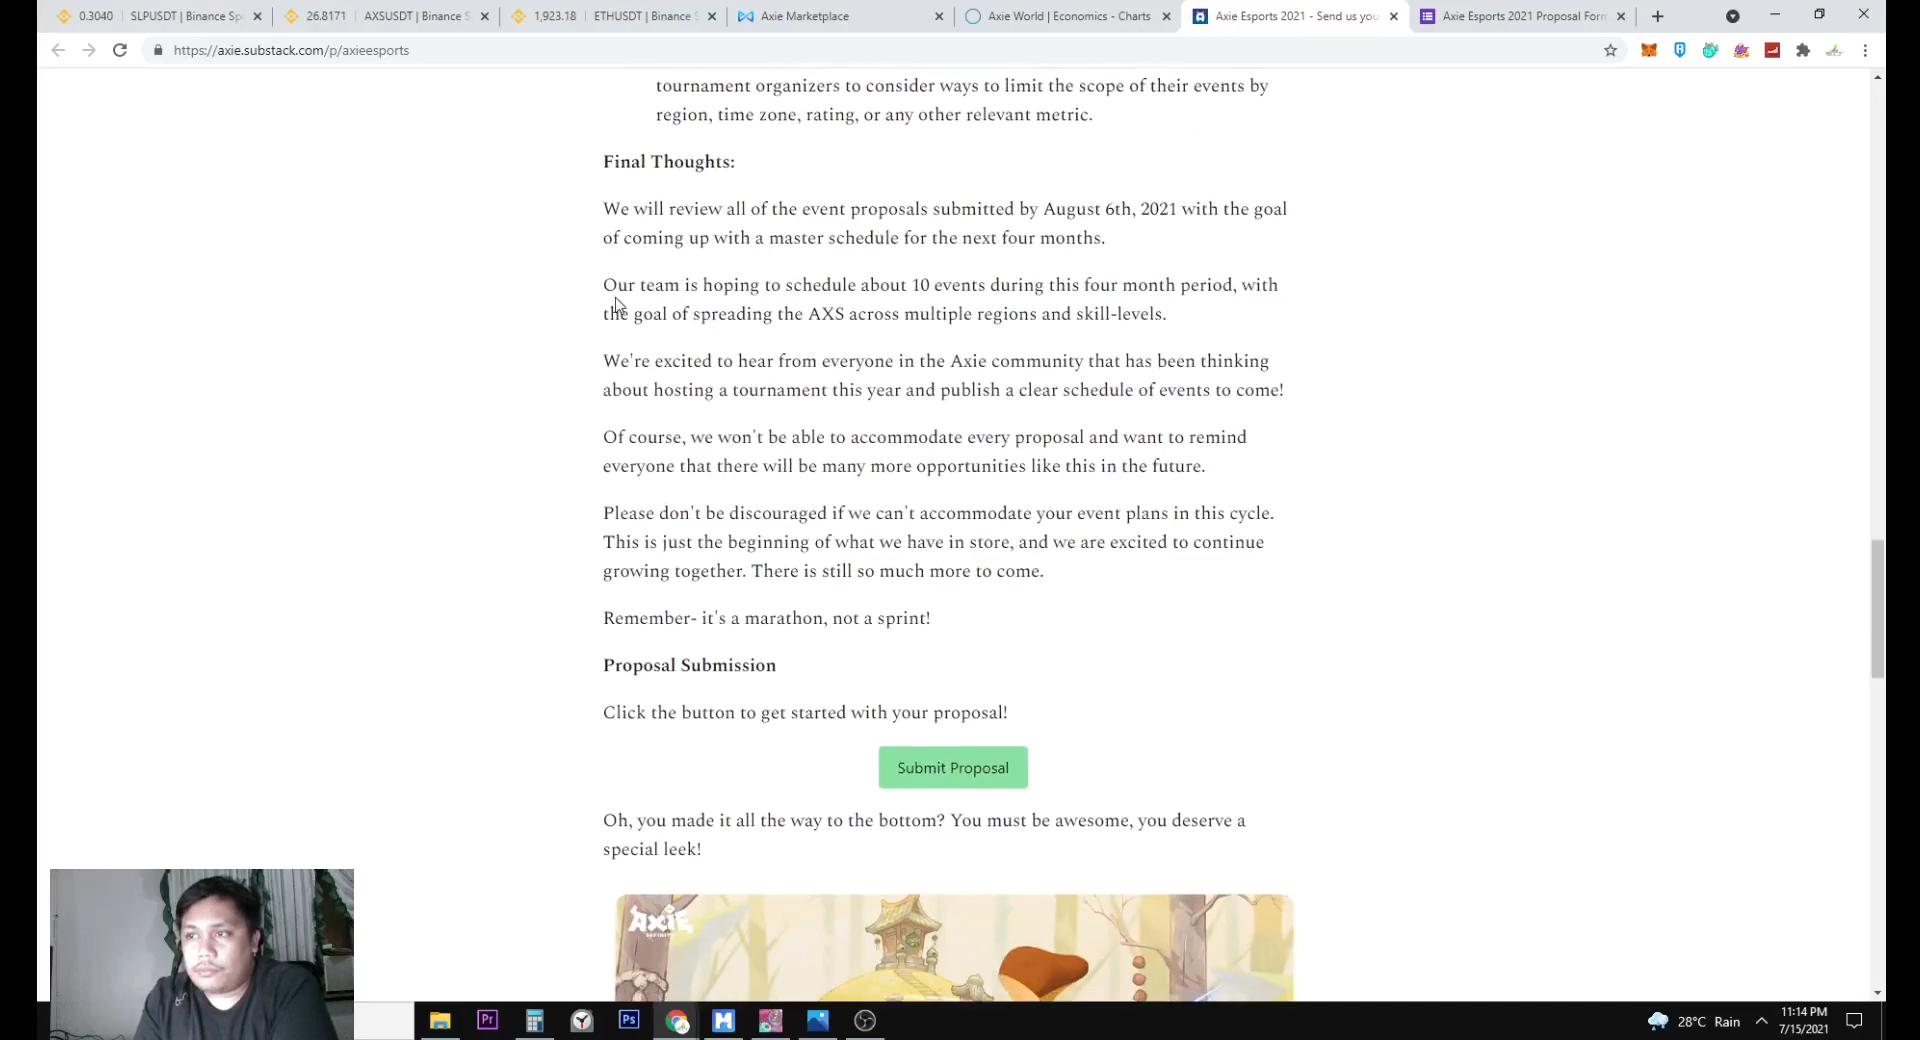 0.3040 SLPUSDT | Binance Sp
26.8171 AXSUSDT | Binance S
1,923.18 ETHUSDT | Binance S
Axie Marketplace
Axie World | Economics - Charts
Axie Esports 2021 - Send us you
Axie Esports 2021 Proposal Form
https://axie.substack.com/p/axieesports
tournament organizers to consider ways to limit the scope of their events by
region, time zone, rating, or any other relevant metric.
Final Thoughts:
We will review all of the event proposals submitted by August 6th, 2021 with the goal
of coming up with a master schedule for the next four months.
Our team is hoping to schedule about 10 events during this four month period, with
the goal of spreading the AXS across multiple regions and skill-levels.
We're excited to hear from everyone in the Axie community that has been thinking
about hosting a tournament this year and publish a clear schedule of events to come!
Of course, we won't be able to accommodate every proposal and want to remind
everyone that there will be many more opportunities like this in the future.
Please don't be discouraged if we can't accommodate your event plans in this cycle.
This is just the beginning of what we have in store, and we are excited to continue
growing together. There is still so much more to come.
Remember- it's a marathon, not a sprint!
Proposal Submission
Click the button to get started with your proposal!
Submit Proposal
Oh, you made it all the way to the bottom? You must be awesome, you deserve a
special leek!
AXIE
INFINITY
Pr
Ps
M
28°C Rain
11:14 PM
7/15/2021